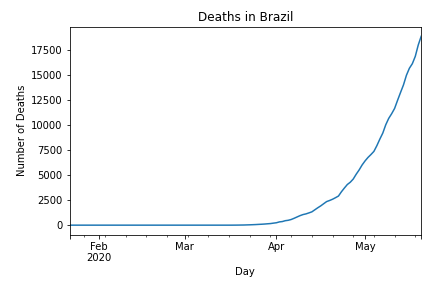 Deaths in Brazil
Number of Deaths
17500
15000
12500
10000
7500
5000
2500
0
Feb
2020
Mar
Apr
May
Day